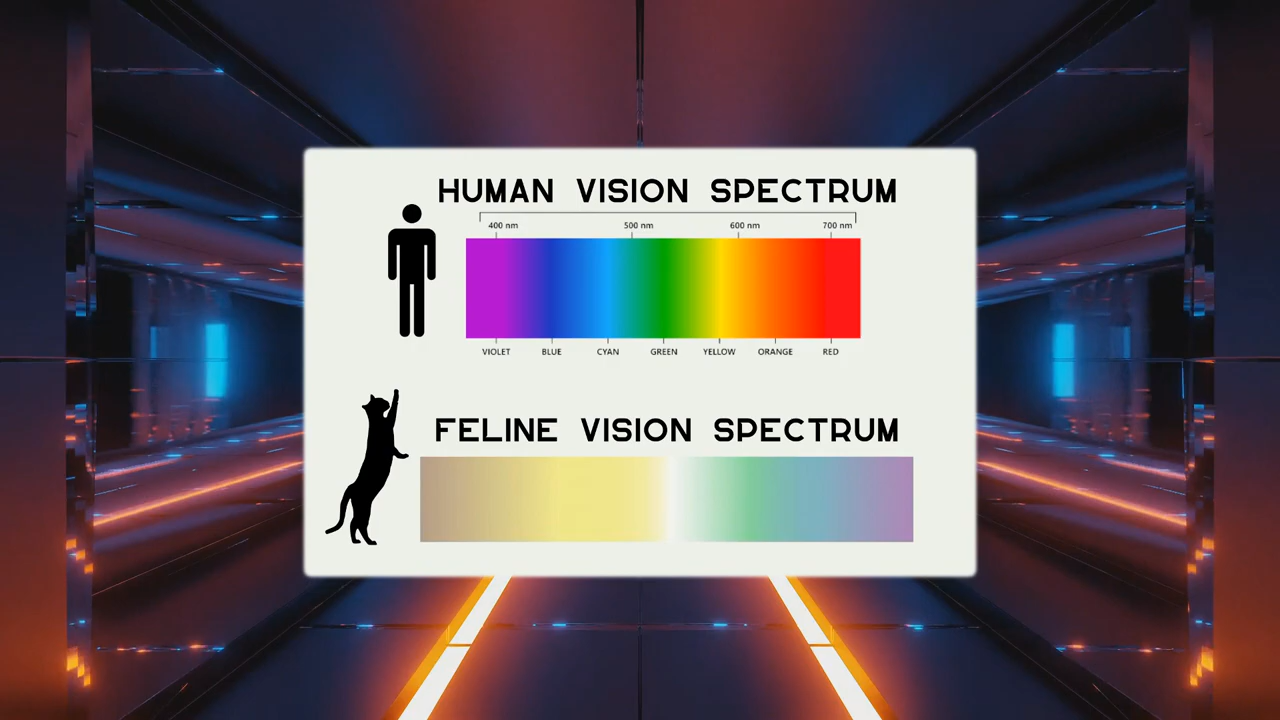 HUMAN VISION SPECTRUM
400 nm 500 nm 600 nm 700 nm
VIOLET BLUE CYAN GREEN YELLOW ORANGE RED
FELINE VISION SPECTRUM